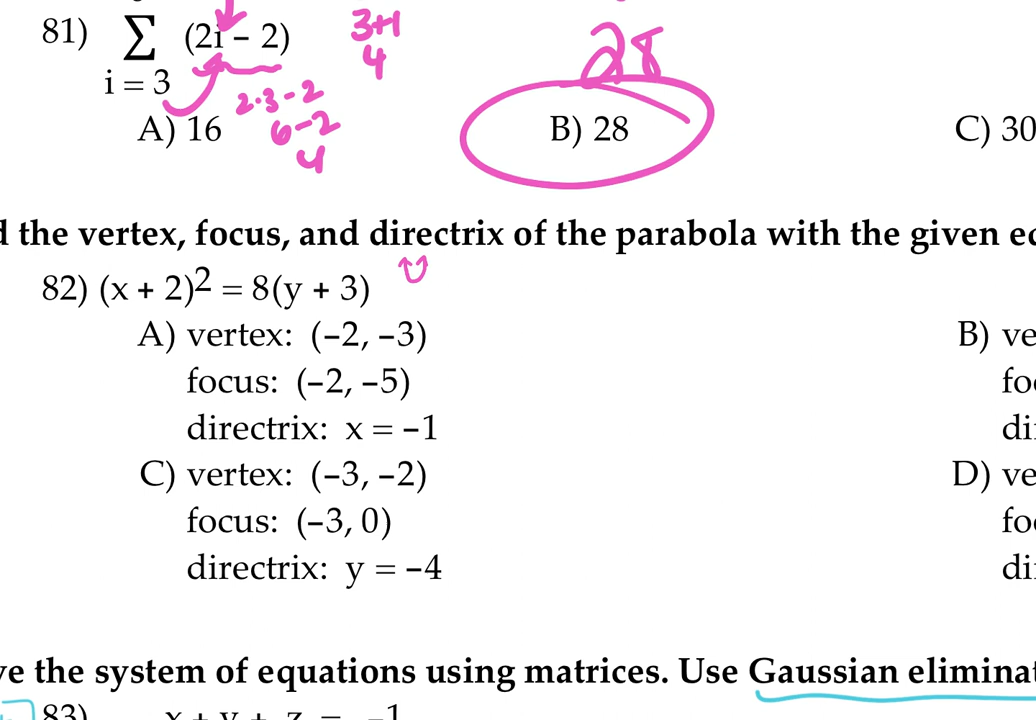 81) Σ (2i – 2)
i = 3
3+1
4
28
2·3-2
6-2
4
A) 16
B) 28
C) 30
the vertex, focus, and directrix of the parabola with the given
82) (x + 2)² = 8(y + 3)
A) vertex: (–2, –3)
focus: (–2, –5)
directrix: x = –1
B) ve
fo
di
C) vertex: (–3, –2)
focus: (–3, 0)
directrix: y = –4
D) ve
fo
di
ve the system of equations using matrices. Use Gaussian elimina
83) x + y + z = –1